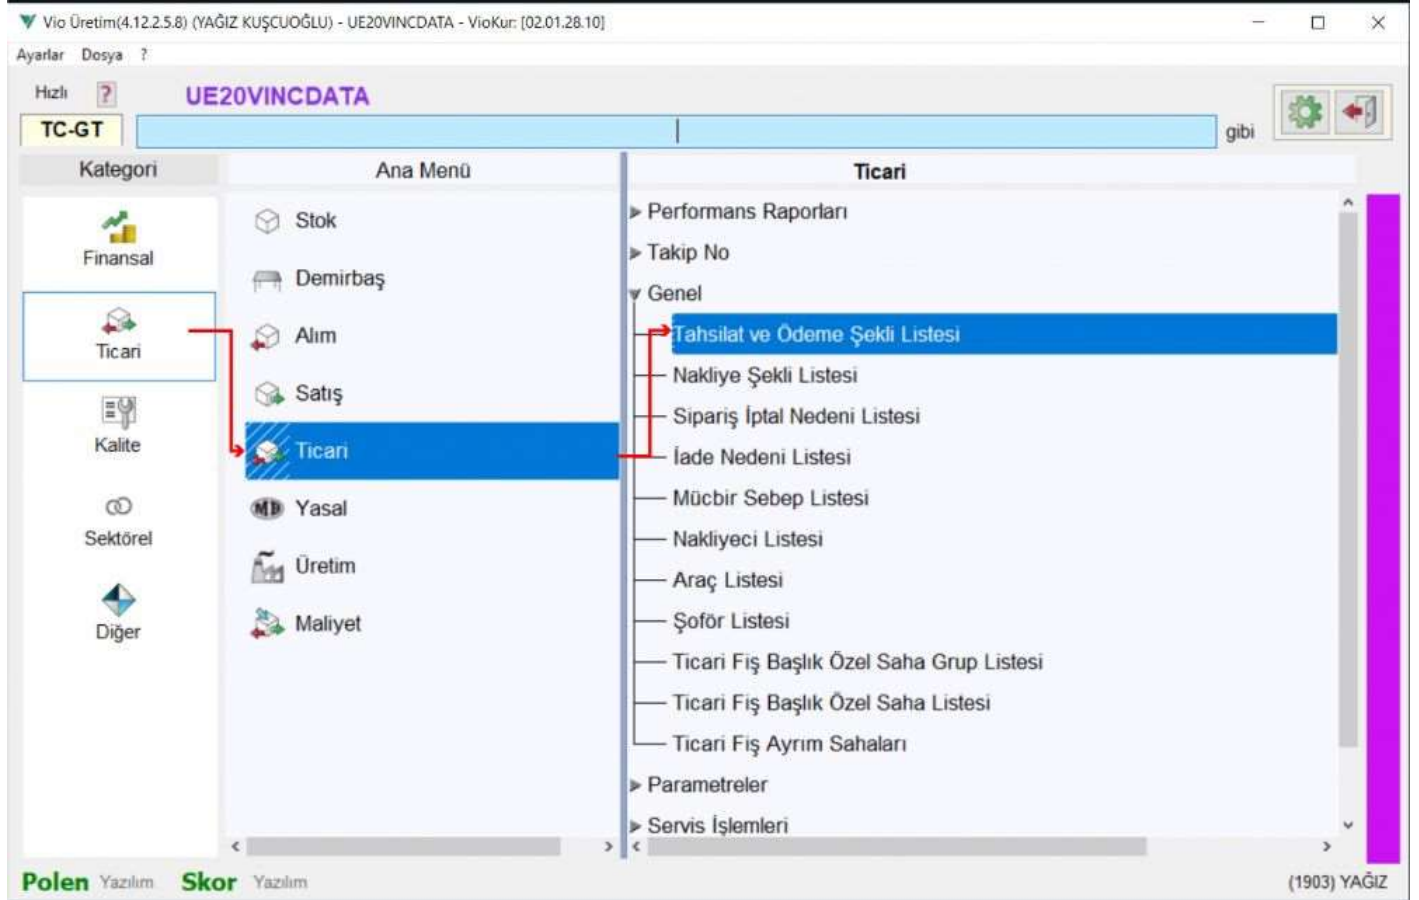 Vio Üretim(4.12.2.5.8) (YAĞIZ KUŞCUOĞLU) - UE20VINCDATA - VioKur: [02.01.28.10]
Ayarlar Dosya ?
Hızlı ? UE20VINCDATA
TC-GT gibi
Kategori
Finansal
Ticari
Kalite
Sektörel
Diğer
Ana Menü
Stok
Demirbaş
Alım
Satış
Ticari
MD Yasal
Üretim
Maliyet
Ticari
Performans Raporları
Takip No
Genel
Tahsilat ve Ödeme Şekli Listesi
Nakliye Şekli Listesi
Sipariş İptal Nedeni Listesi
İade Nedeni Listesi
Mücbir Sebep Listesi
Nakliyeci Listesi
Araç Listesi
Şoför Listesi
Ticari Fiş Başlık Özel Saha Grup Listesi
Ticari Fiş Başlık Özel Saha Listesi
Ticari Fiş Ayrım Sahaları
Parametreler
Servis İşlemleri
Polen Yazılım Skor Yazılım (1903) YAĞIZ